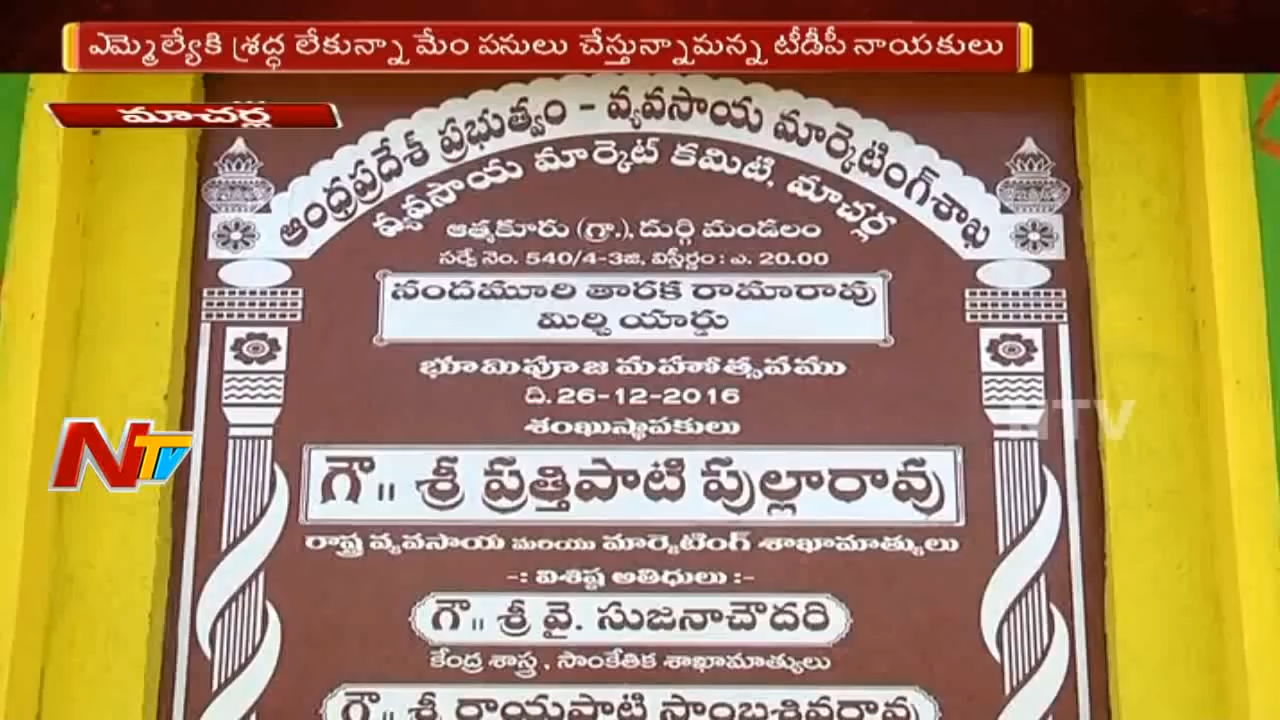 ఎమ్మెల్యేకి శ్రద్ధ లేకున్నా మేం పనులు చేస్తున్నామన్న టీడీపీ నాయకులు
మాచర్ల
ఆంధ్రప్రదేశ్ ప్రభుత్వం - వ్యవసాయ మార్కెటింగ్‌శాఖ
వ్యవసాయ మార్కెట్ కమిటి, మాచర్ల
ఆత్మకూరు (గ్రా.), దుర్గి మండలం
సర్వే నెం. 540/4-3జి, విస్తీర్ణం : ఎ. 20.00
నందమూరి తారక రామారావు
మిర్చి యార్డు
భూమిపూజ మహోత్సవము
ది. 26-12-2016
శంఖుస్థాపకులు
NTV
NTV
గౌ॥ శ్రీ ప్రత్తిపాటి పుల్లారావు
రాష్ట్ర వ్యవసాయ మరియు మార్కెటింగ్ శాఖామాత్యులు
-: విశిష్ట అతిధులు :-
గౌ॥ శ్రీ వై. సుజనాచౌదరి
కేంద్ర శాస్త్ర, సాంకేతిక శాఖామాత్యులు
గౌ॥ శ్రీ రాయపాటి సాంబశివరావు